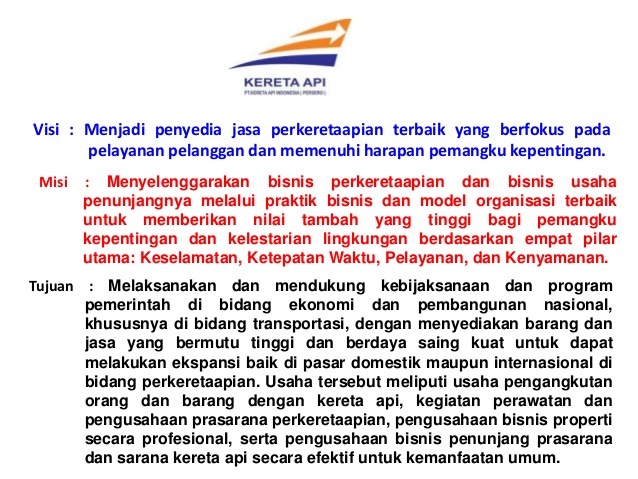 KERETA API
PT.KERETA API INDONESIA ( PERSERO )
Visi : Menjadi penyedia jasa perkeretaapian terbaik yang berfokus pada
pelayanan pelanggan dan memenuhi harapan pemangku kepentingan.
Misi : Menyelenggarakan bisnis perkeretaapian dan bisnis usaha
penunjangnya melalui praktik bisnis dan model organisasi terbaik
untuk memberikan nilai tambah yang tinggi bagi pemangku
kepentingan dan kelestarian lingkungan berdasarkan empat pilar
utama: Keselamatan, Ketepatan Waktu, Pelayanan, dan Kenyamanan.
Tujuan : Melaksanakan dan mendukung kebijaksanaan dan program
pemerintah di bidang ekonomi dan pembangunan nasional,
khususnya di bidang transportasi, dengan menyediakan barang dan
jasa yang bermutu tinggi dan berdaya saing kuat untuk dapat
melakukan ekspansi baik di pasar domestik maupun internasional di
bidang perkeretaapian. Usaha tersebut meliputi usaha pengangkutan
orang dan barang dengan kereta api, kegiatan perawatan dan
pengusahaan prasarana perkeretaapian, pengusahaan bisnis properti
secara profesional, serta pengusahaan bisnis penunjang prasarana
dan sarana kereta api secara efektif untuk kemanfaatan umum.